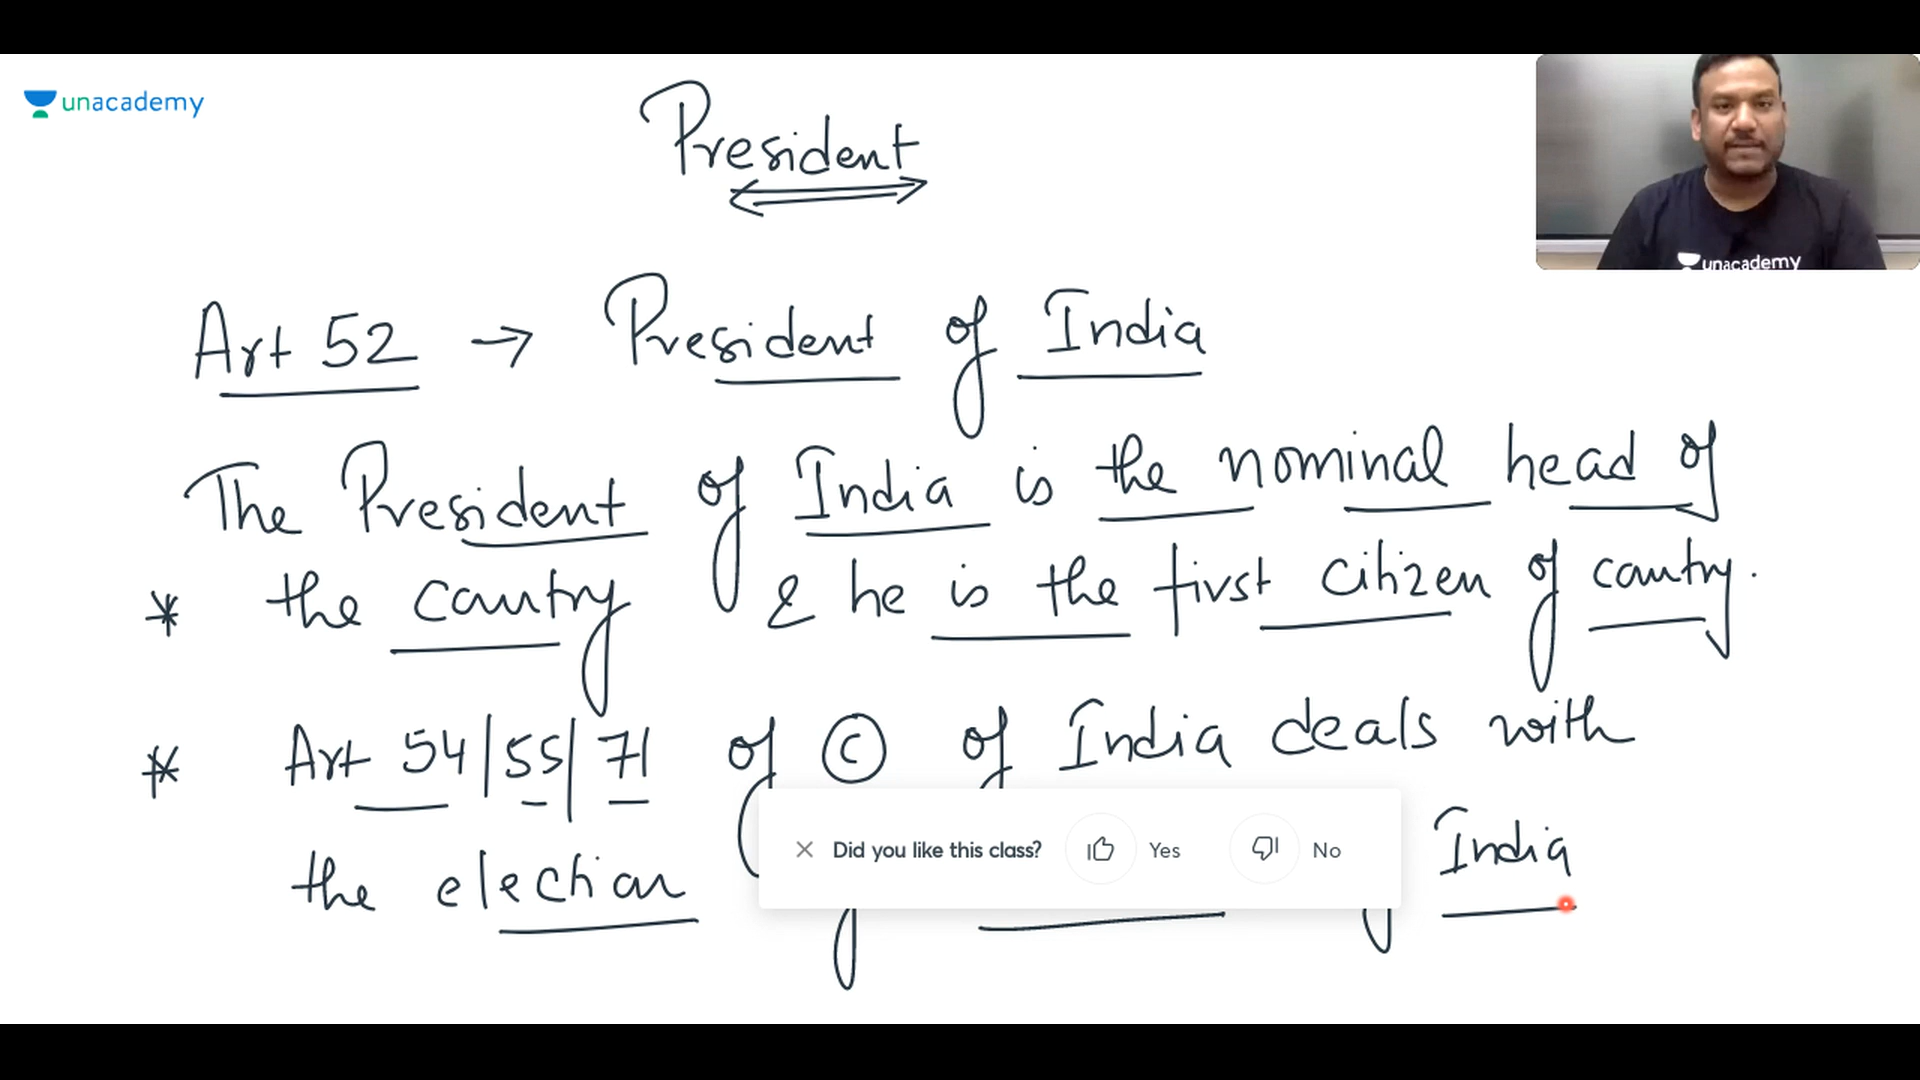 unacademy
President
unacademy
Art 52 → President of India
The President of India is the nominal head of
* the country & he is the first citizen of country.
* Art 54/55/71 of © of India deals with
the election India
Did you like this class? Yes No